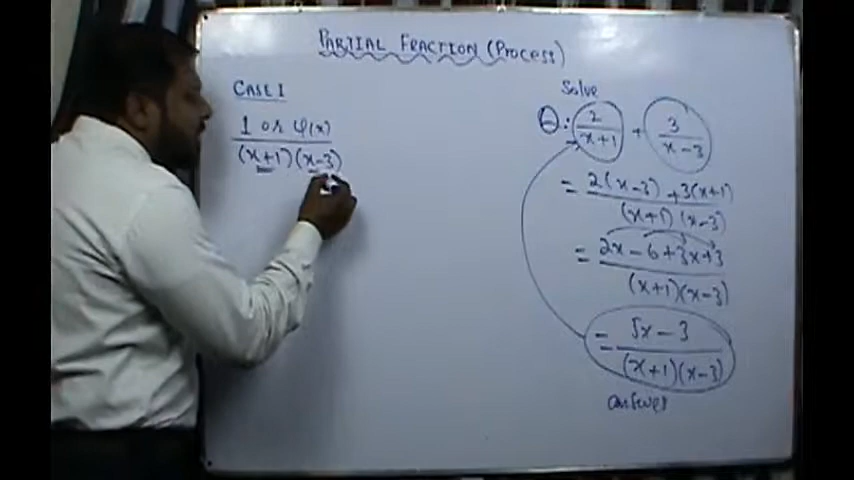 PARTIAL FRACTION (Process)
CASE I
1 or φ(x)
(x+1)(x-3)
Solve
Θ: 2/x+1 + 3/x-3
= 2(x-3)+3(x+1)
(x+1)(x-3)
= 2x-6+3x+3
(x+1)(x-3)
= 5x-3
(x+1)(x-3)
answer